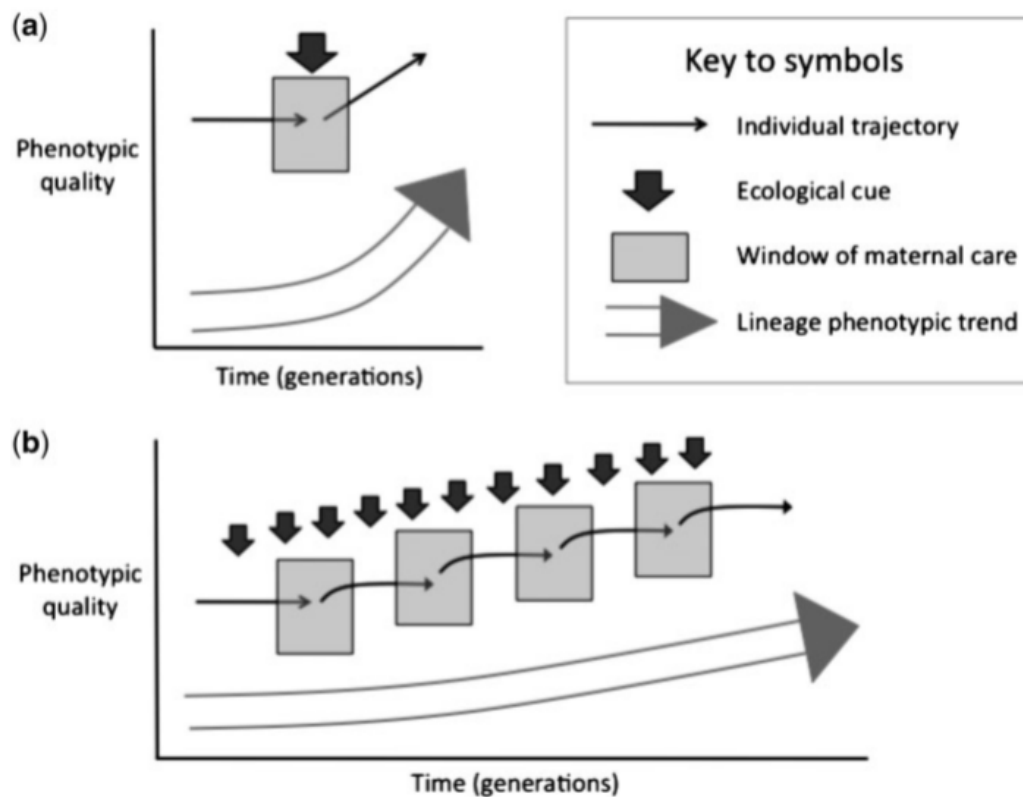 (a)
Phenotypic
quality
Time (generations)
Key to symbols
Individual trajectory
Ecological cue
Window of maternal care
Lineage phenotypic trend
(b)
Phenotypic
quality
Time (generations)